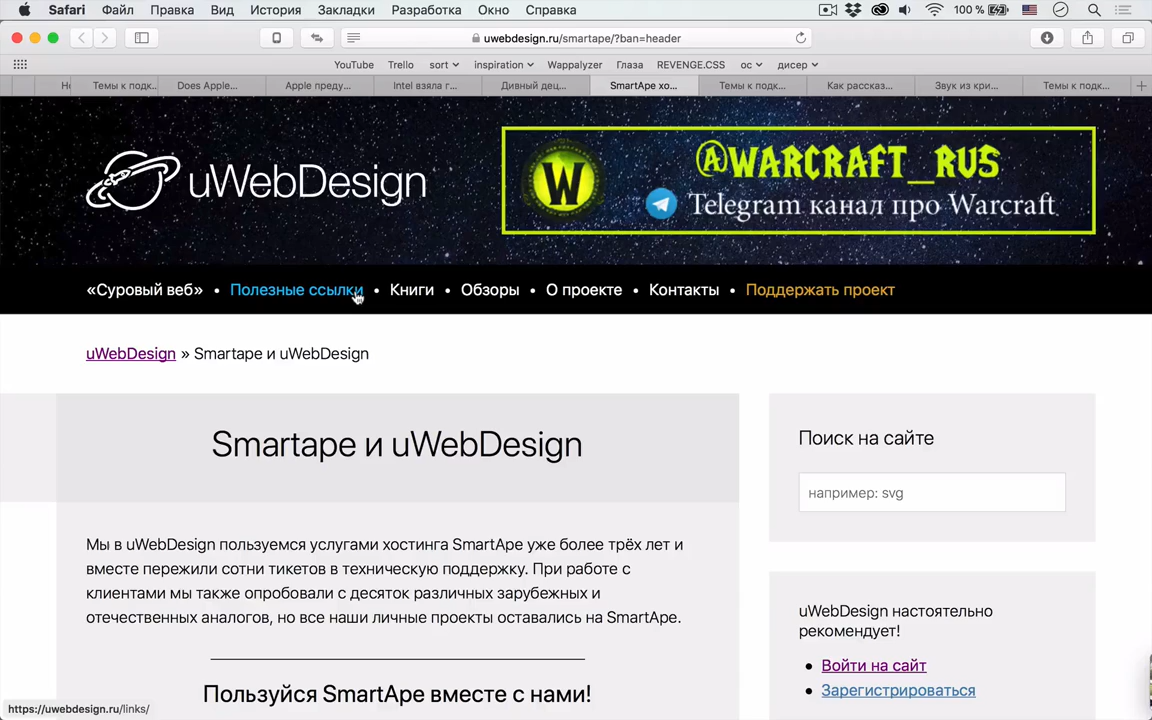 Safari Файл Правка Вид История Закладки Разработка Окно Справка 100 %
uwebdesign.ru/smartape/?ban=header
YouTube Trello sort inspiration Wappalyzer Глаза REVENGE.CSS ос дисер
Темы к подк... Does Apple... Apple преду... Intel взяла г... Дивный дец... SmartApe хо... Темы к подк... Как рассказ... Звук из кри... Темы к подк...
uWebDesign
W
@WARCRAFT_RUS
Telegram канал про Warcraft
«Суровый веб» • Полезные ссылки • Книги • Обзоры • О проекте • Контакты • Поддержать проект
uWebDesign » Smartape и uWebDesign
Smartape и uWebDesign
Мы в uWebDesign пользуемся услугами хостинга SmartApe уже более трёх лет и
вместе пережили сотни тикетов в техническую поддержку. При работе с
клиентами мы также опробовали с десяток различных зарубежных и
отечественных аналогов, но все наши личные проекты оставались на SmartApe.
Пользуйся SmartApe вместе с нами!
Поиск на сайте
например: svg
uWebDesign настоятельно
рекомендует!
• Войти на сайт
• Зарегистрироваться
https://uwebdesign.ru/links/